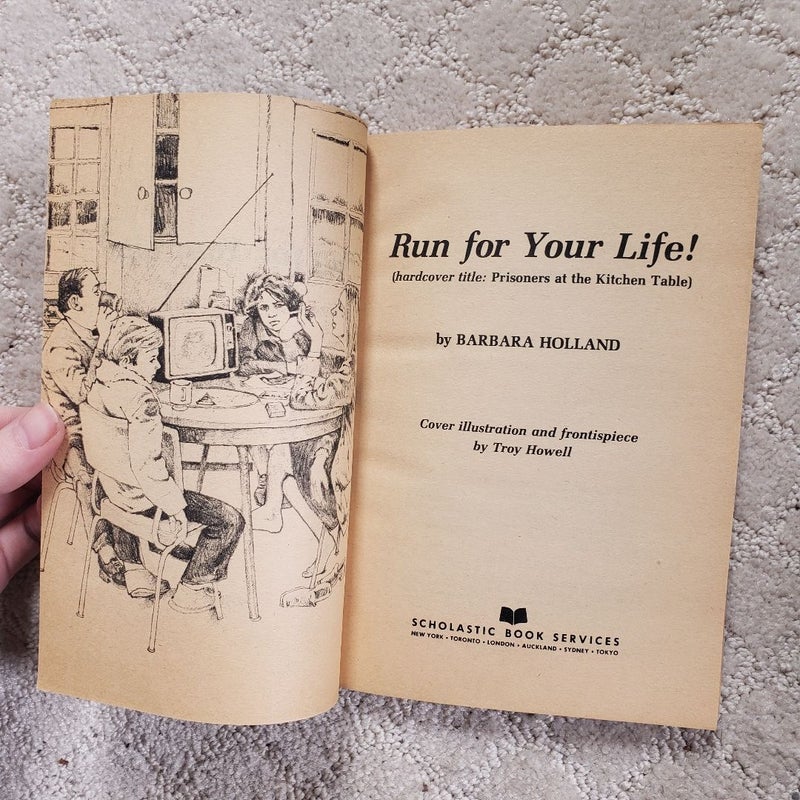 Run for Your Life!
(hardcover title: Prisoners at the Kitchen Table)
by BARBARA HOLLAND
Cover illustration and frontispiece
by Troy Howell
SCHOLASTIC BOOK SERVICES
NEW YORK • TORONTO • LONDON • AUCKLAND • SYDNEY • TOKYO